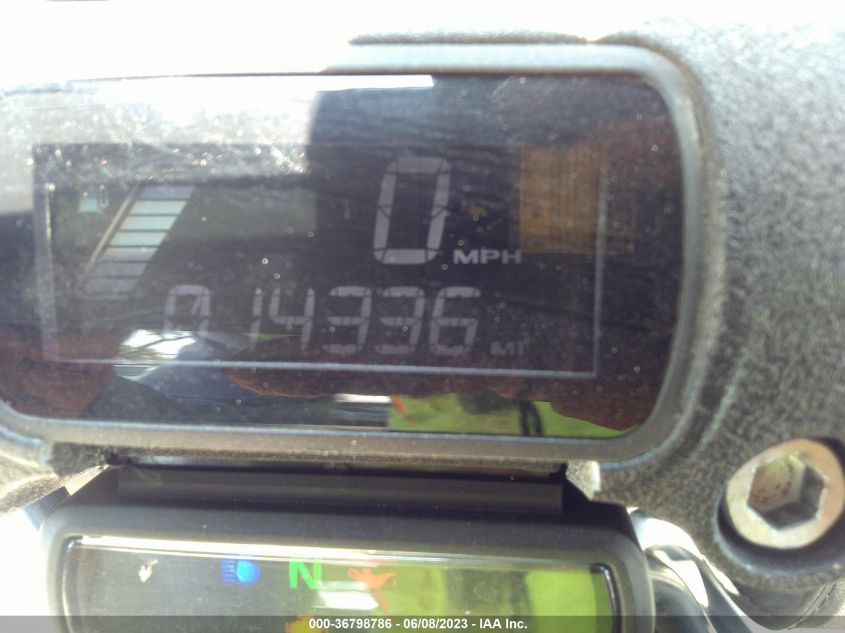 0 MPH
014336 MI
N
000-36798786 - 06/08/2023 - IAA Inc.